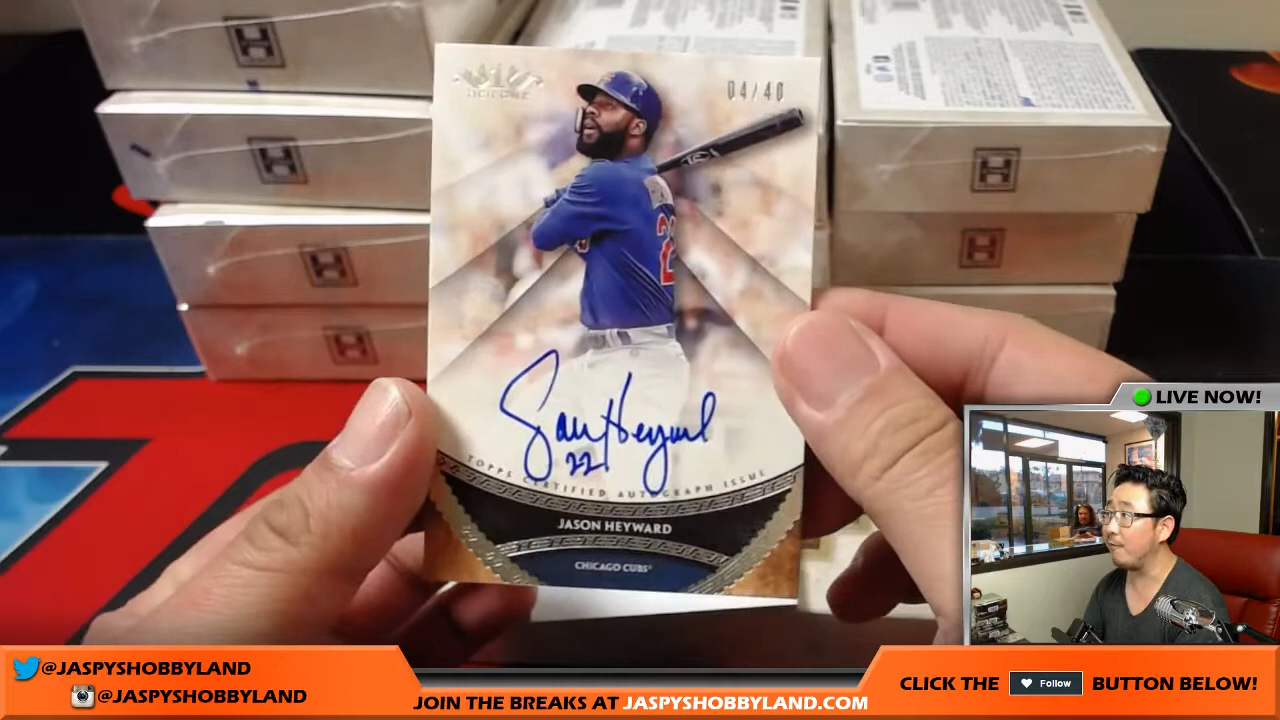 04/40
TOPPS CERTIFIED AUTOGRAPH ISSUE
22
JASON HEYWARD
CHICAGO CUBS
LIVE NOW!
@JASPYSHOBBYLAND
@JASPYSHOBBYLAND
JOIN THE BREAKS AT JASPYSHOBBYLAND.COM
CLICK THE Follow BUTTON BELOW!